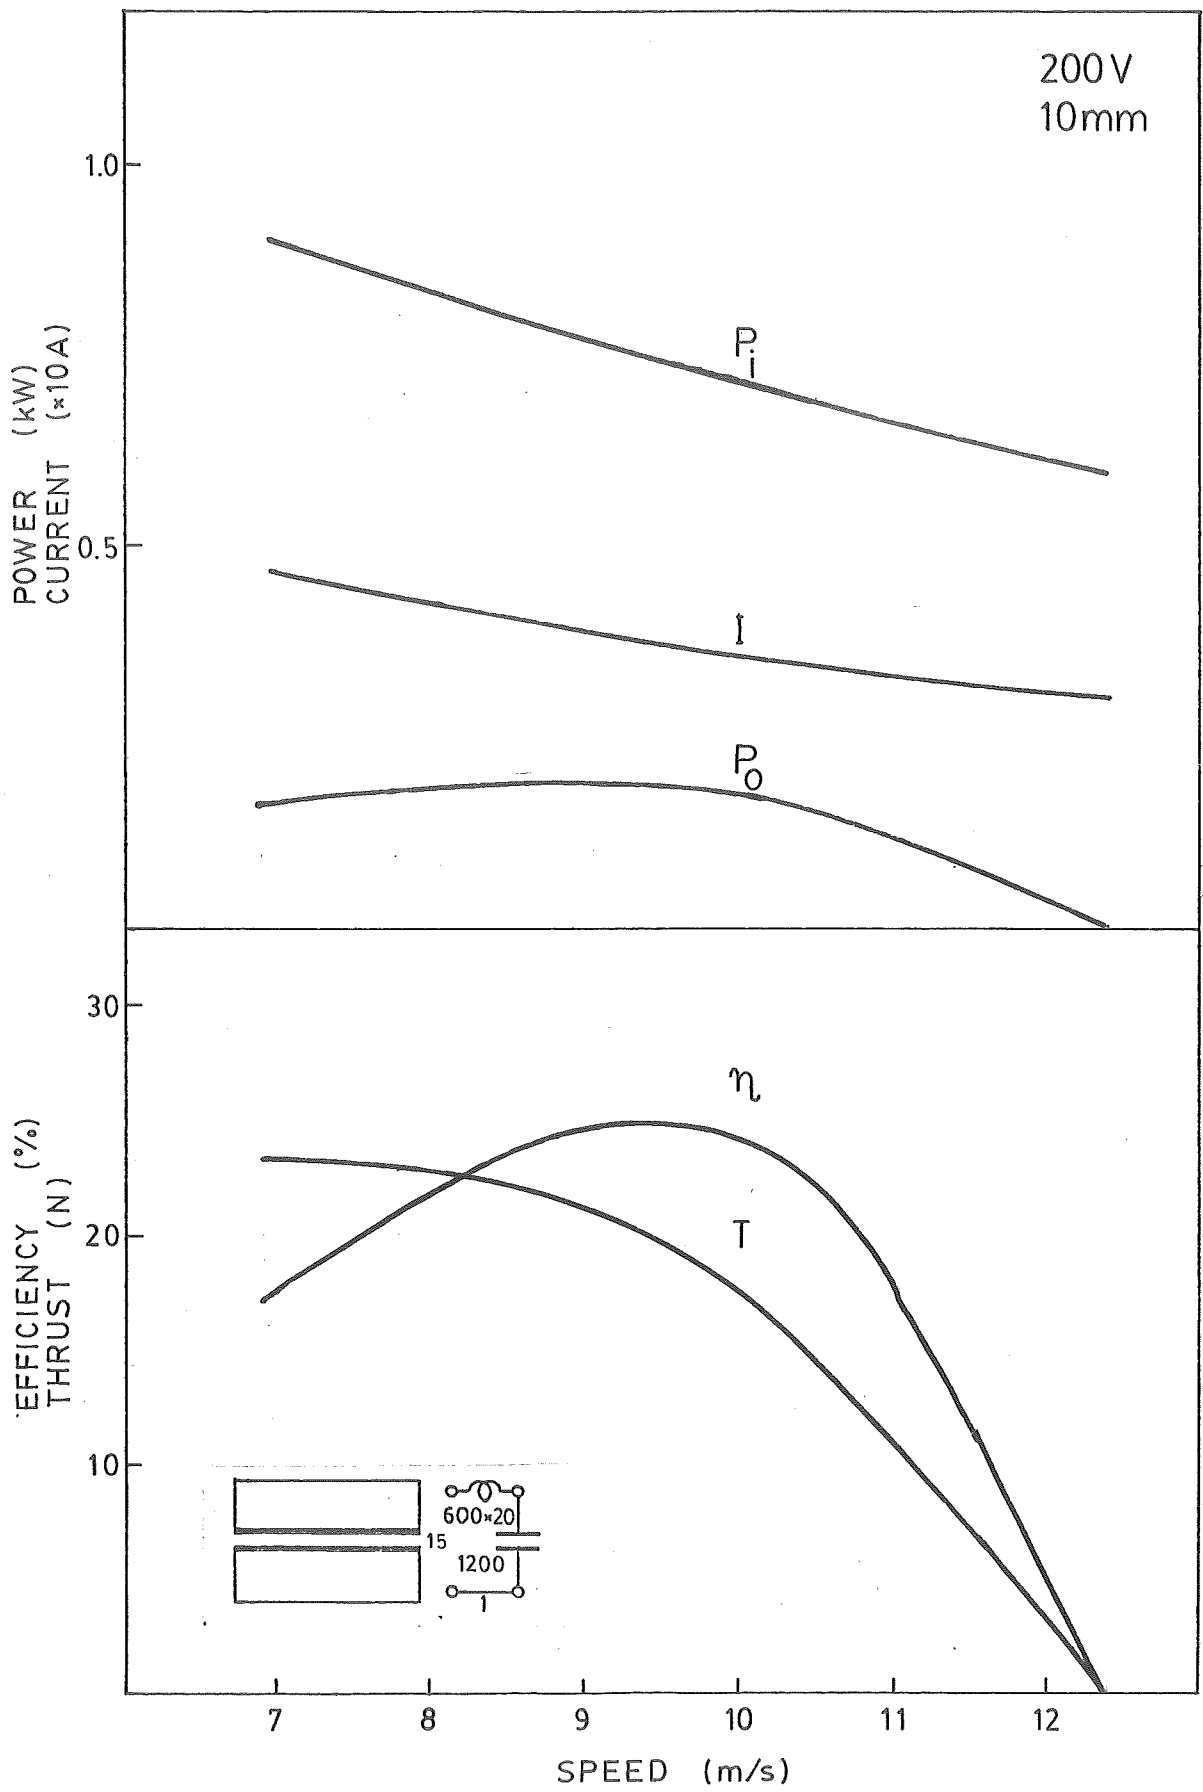 200V
10mm
1.0
0.5
POWER (kW)
CURRENT (×10A)
Pi
I
Po
30
20
10
EFFICIENCY (%)
THRUST (N)
η
T
600×20
15
1200
1
7 8 9 10 11 12
SPEED (m/s)